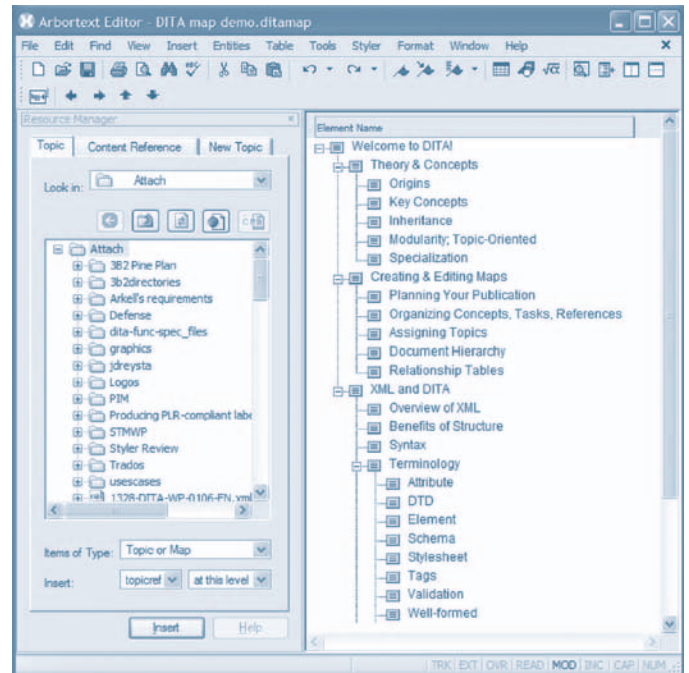 Arbortext Editor - DITA map demo.ditamap
File Edit Find View Insert Entities Table Tools Styler Format Window Help
Resource Manager
Topic Content Reference New Topic
Look in: Attach
Attach
3B2 Pine Plan
3b2directories
Arkell's requirements
Defense
dita-func-spec_files
graphics
jdreysta
Logos
PIM
Producing PLR-compliant labe
STMWP
Styler Review
Trados
usescases
1328-DITA-WP-0106-EN.xml
Items of Type: Topic or Map
Insert: topicref at this level
Insert Help
Element Name
Welcome to DITA!
Theory & Concepts
Origins
Key Concepts
Inheritance
Modularity; Topic-Oriented
Specialization
Creating & Editing Maps
Planning Your Publication
Organizing Concepts, Tasks, References
Assigning Topics
Document Hierarchy
Relationship Tables
XML and DITA
Overview of XML
Benefits of Structure
Syntax
Terminology
Attribute
DTD
Element
Schema
Stylesheet
Tags
Validation
Well-formed
TRK EXT OVR READ MOD INC CAP NUM